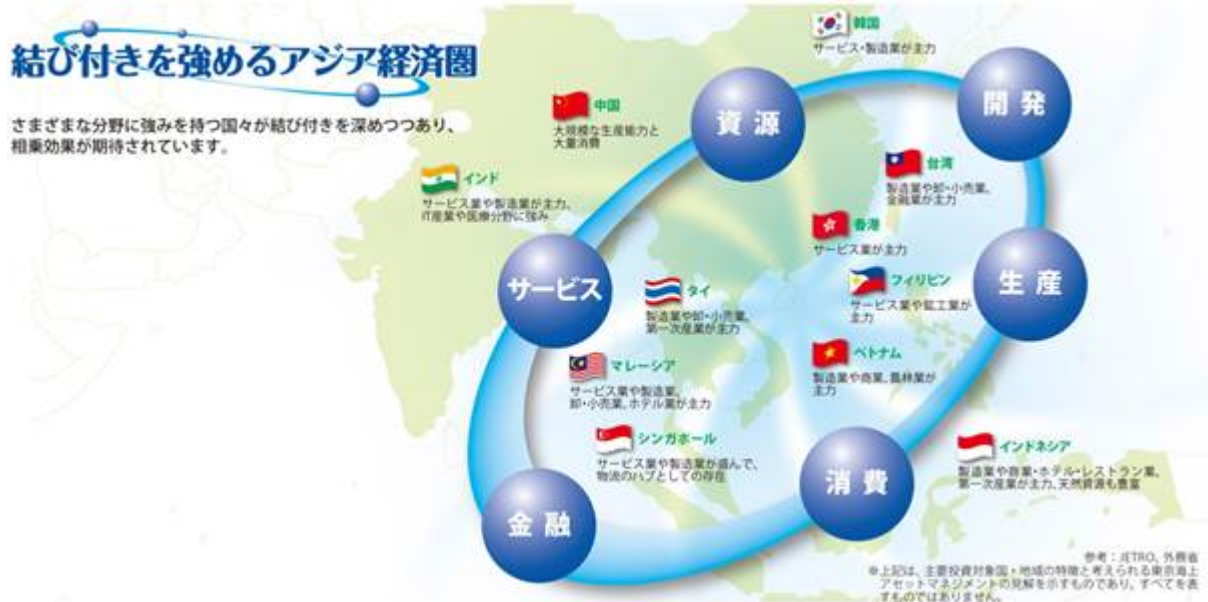 結び付きを強めるアジア経済圏
さまざまな分野に強みを持つ国々が結び付きを深めつつあり、
相乗効果が期待されています。
韓国
サービス・製造業が主力
開発
資源
中国
大規模な生産能力と
大量消費
台湾
製造業や卸・小売業、
金融業が主力
インド
サービス業や製造業が主力、
IT産業や医療分野に強み
香港
サービス業が主力
サービス
生産
タイ
製造業や卸・小売業、
第一次産業が主力
フィリピン
サービス業や鉱工業が
主力
マレーシア
サービス業や製造業、
卸・小売業、ホテル業が主力
ベトナム
製造業や商業、農林業が
主力
シンガポール
サービス業や製造業が盛んで、
物流のハブとしての存在
インドネシア
製造業や商業・ホテル・レストラン業、
第一次産業が主力、天然資源も豊富
消費
金融
参考：JETRO、外務省
※上記は、主要投資対象国・地域の特徴と考えられる東京海上
アセットマネジメントの見解を示すものであり、すべてを表
すものではありません。